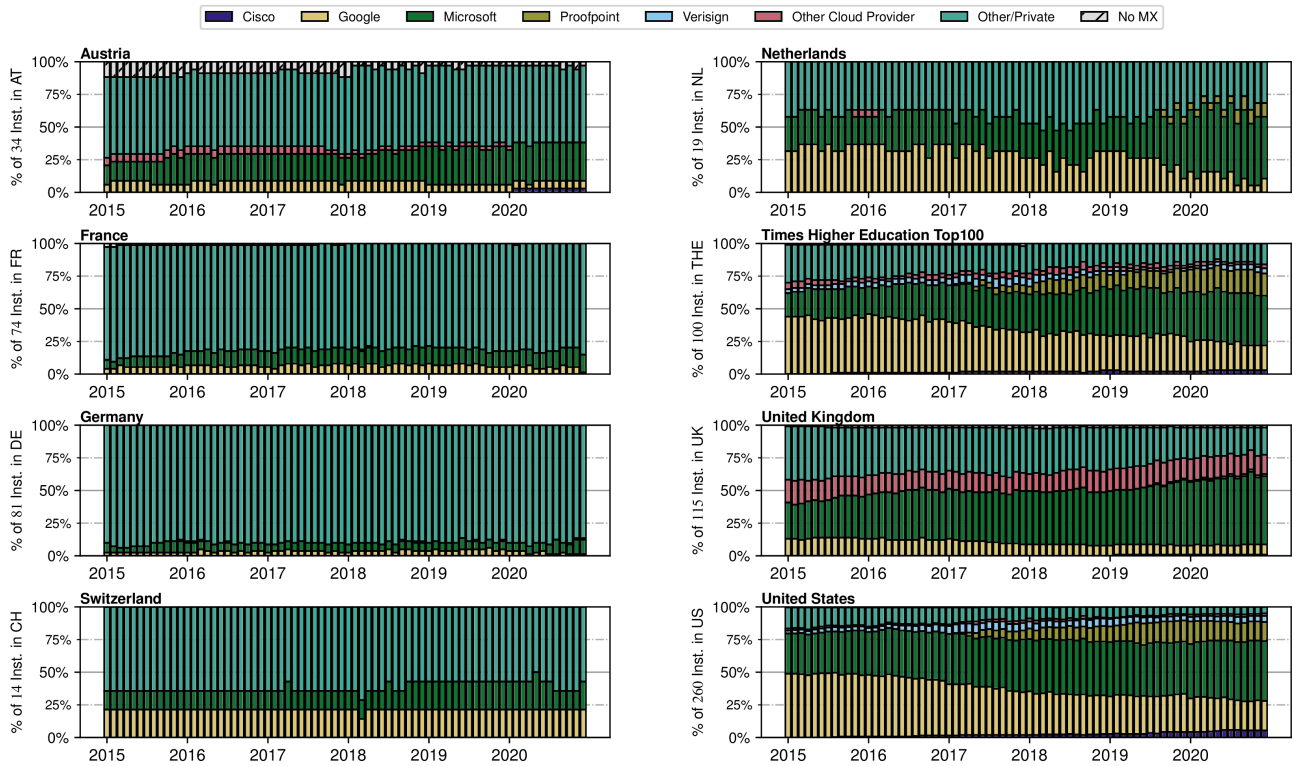 Cisco Google Microsoft Proofpoint Verisign Other Cloud Provider Other/Private No MX
Austria
% of 34 Inst. in AT
100%
75%
50%
25%
0%
2015 2016 2017 2018 2019 2020
Netherlands
% of 19 Inst. in NL
100%
75%
50%
25%
0%
2015 2016 2017 2018 2019 2020
France
% of 74 Inst. in FR
100%
75%
50%
25%
0%
2015 2016 2017 2018 2019 2020
Times Higher Education Top100
% of 100 Inst. in THE
100%
75%
50%
25%
0%
2015 2016 2017 2018 2019 2020
Germany
% of 81 Inst. in DE
100%
75%
50%
25%
0%
2015 2016 2017 2018 2019 2020
United Kingdom
% of 115 Inst. in UK
100%
75%
50%
25%
0%
2015 2016 2017 2018 2019 2020
Switzerland
% of 14 Inst. in CH
100%
75%
50%
25%
0%
2015 2016 2017 2018 2019 2020
United States
% of 260 Inst. in US
100%
75%
50%
25%
0%
2015 2016 2017 2018 2019 2020